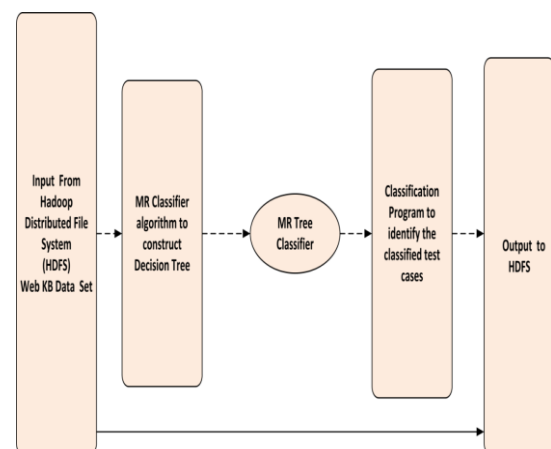 Input From
Hadoop
Distributed File
System
(HDFS)
Web KB Data Set
MR Classifier
algorithm to
construct
Decision Tree
MR Tree
Classifier
Classification
Program to
identify the
classified test
cases
Output to
HDFS